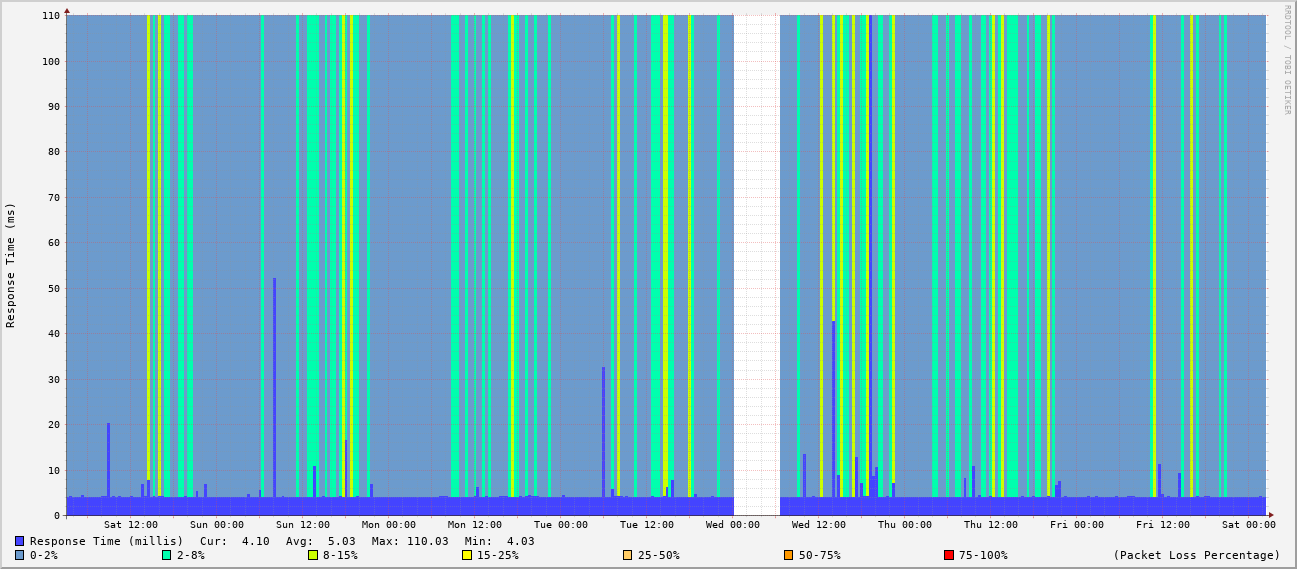 RRDTOOL / TOBI OETIKER
Response Time (ms)
110
100
90
80
70
60
50
40
30
20
10
0
Sat 12:00 Sun 00:00 Sun 12:00 Mon 00:00 Mon 12:00 Tue 00:00 Tue 12:00 Wed 00:00 Wed 12:00 Thu 00:00 Thu 12:00 Fri 00:00 Fri 12:00 Sat 00:00
Response Time (millis) Cur: 4.10 Avg: 5.03 Max: 110.03 Min: 4.03
0-2% 2-8% 8-15% 15-25% 25-50% 50-75% 75-100% (Packet Loss Percentage)